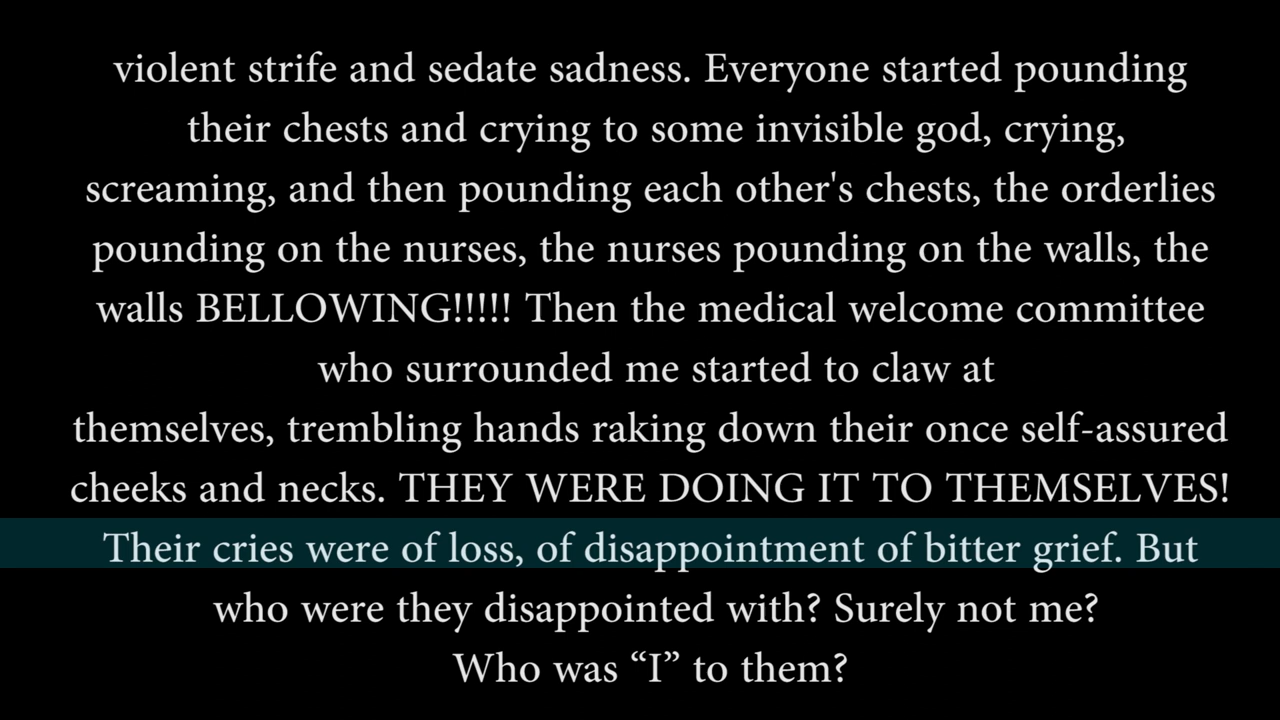 violent strife and sedate sadness. Everyone started pounding
their chests and crying to some invisible god, crying,
screaming, and then pounding each other's chests, the orderlies
pounding on the nurses, the nurses pounding on the walls, the
walls BELLOWING!!!!! Then the medical welcome committee
who surrounded me started to claw at
themselves, trembling hands raking down their once self-assured
cheeks and necks. THEY WERE DOING IT TO THEMSELVES!
Their cries were of loss, of disappointment of bitter grief. But
who were they disappointed with? Surely not me?
Who was “I” to them?